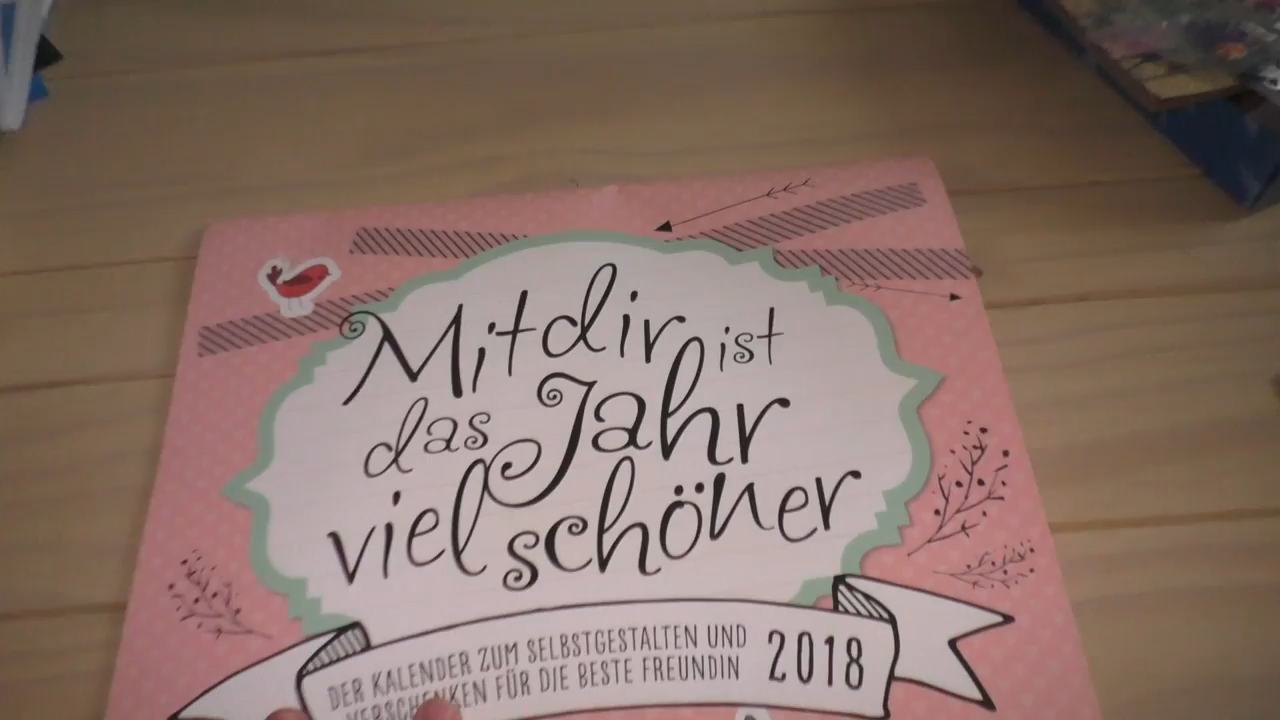 Mit dir ist
das Jahr
viel schöner
DER KALENDER ZUM SELBSTGESTALTEN UND
VERSCHENKEN FÜR DIE BESTE FREUNDIN
2018